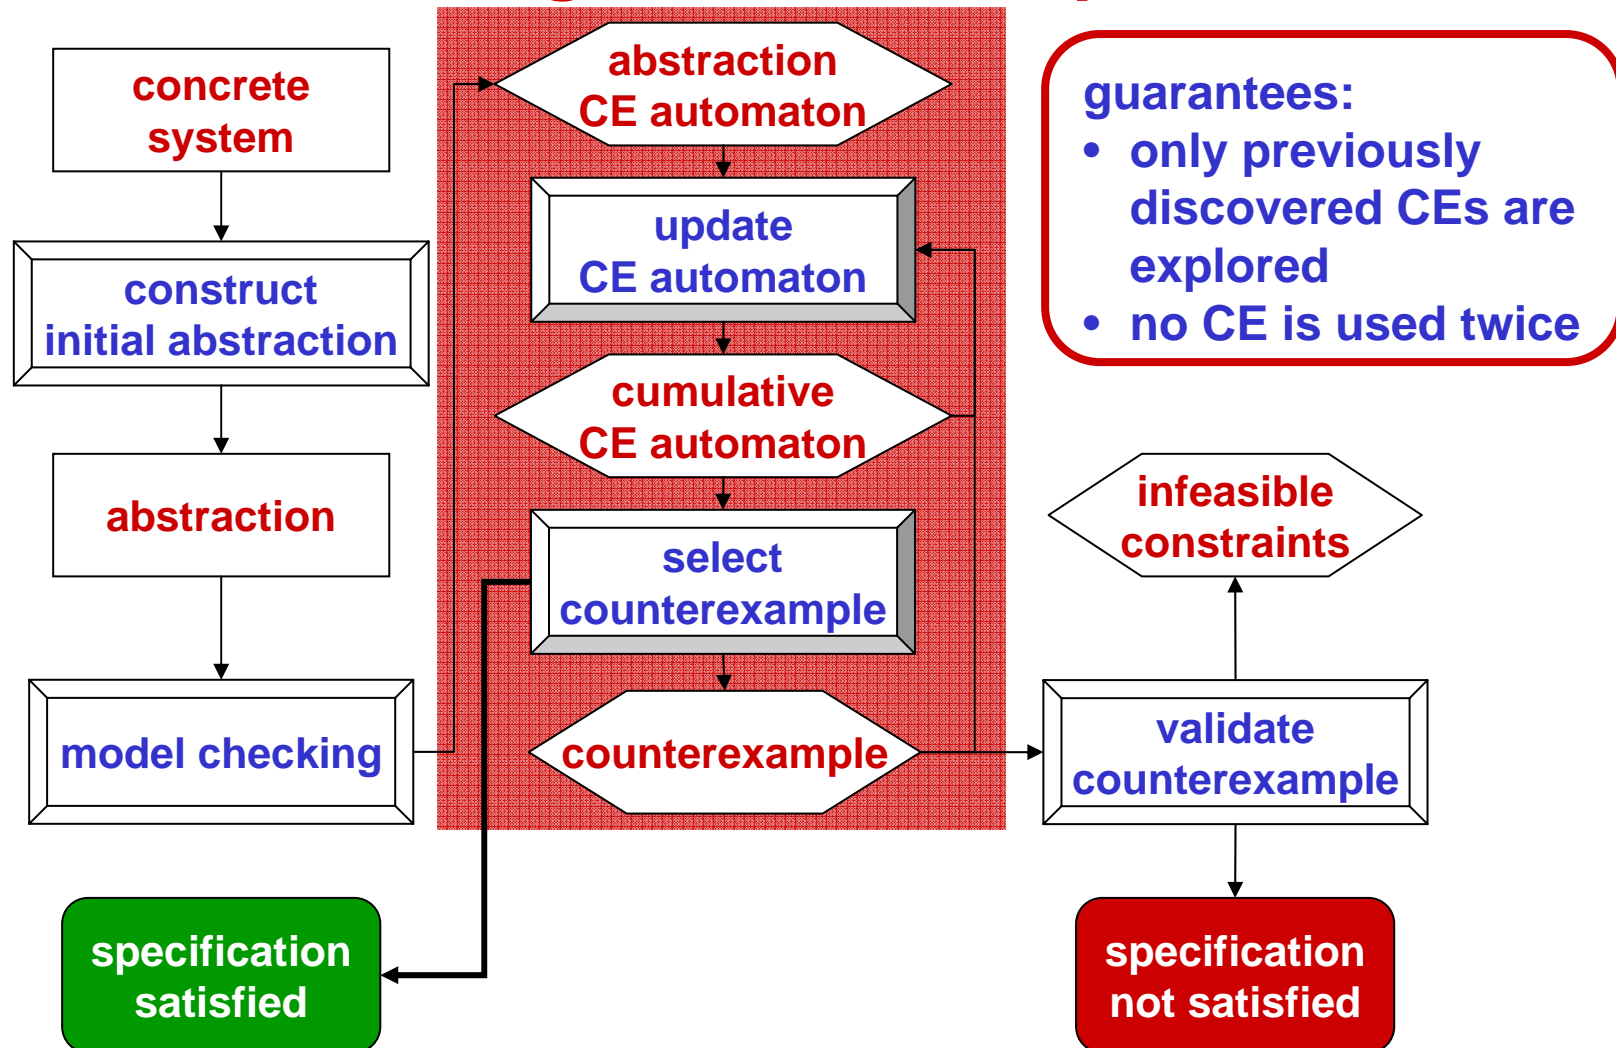 concrete
system
construct
initial abstraction
abstraction
model checking
specification
satisfied
abstraction
CE automaton
update
CE automaton
cumulative
CE automaton
select
counterexample
counterexample
guarantees:
• only previously
discovered CEs are
explored
• no CE is used twice
infeasible
constraints
validate
counterexample
specification
not satisfied